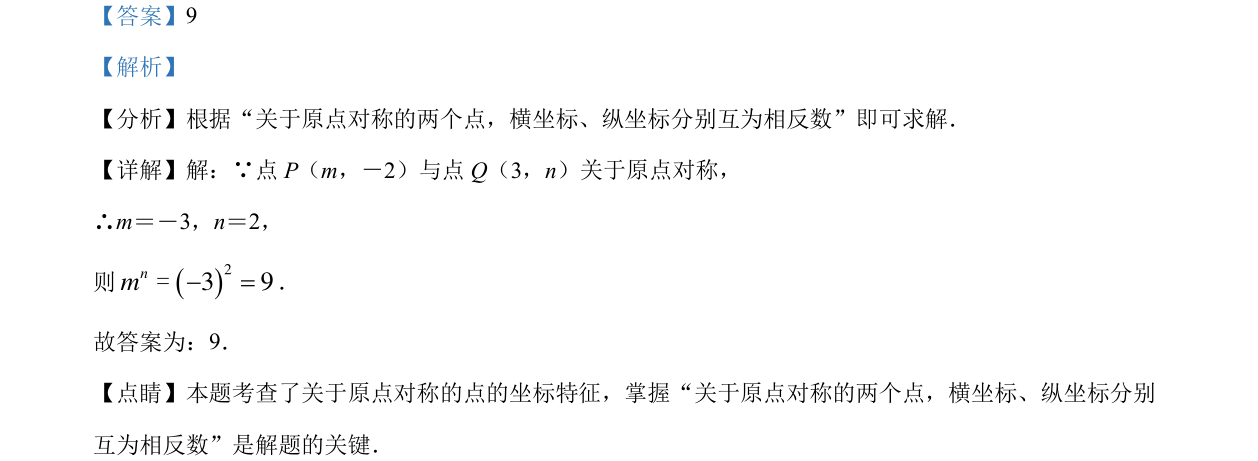 【答案】9
【解析】
【分析】根据“关于原点对称的两个点，横坐标、纵坐标分别互为相反数”即可求解．
【详解】解：∵点 P（m，－2）与点 Q（3，n）关于原点对称，
∴m＝－3，n＝2，
则 mⁿ = (−3)² = 9．
故答案为：9．
【点睛】本题考查了关于原点对称的点的坐标特征，掌握“关于原点对称的两个点，横坐标、纵坐标分别
互为相反数”是解题的关键．